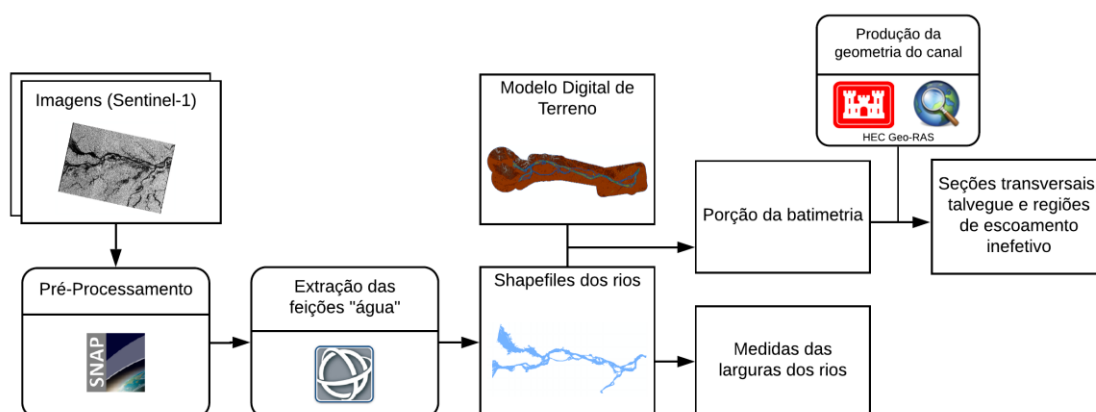 Produção da
geometria do canal
HEC Geo-RAS
Imagens (Sentinel-1)
Modelo Digital de
Terreno
Porção da batimetria
Seções transversais
talvegue e regiões
de escoamento
inefetivo
Pré-Processamento
SNAP
Extração das
feições "água"
Shapefiles dos rios
Medidas das
larguras dos rios